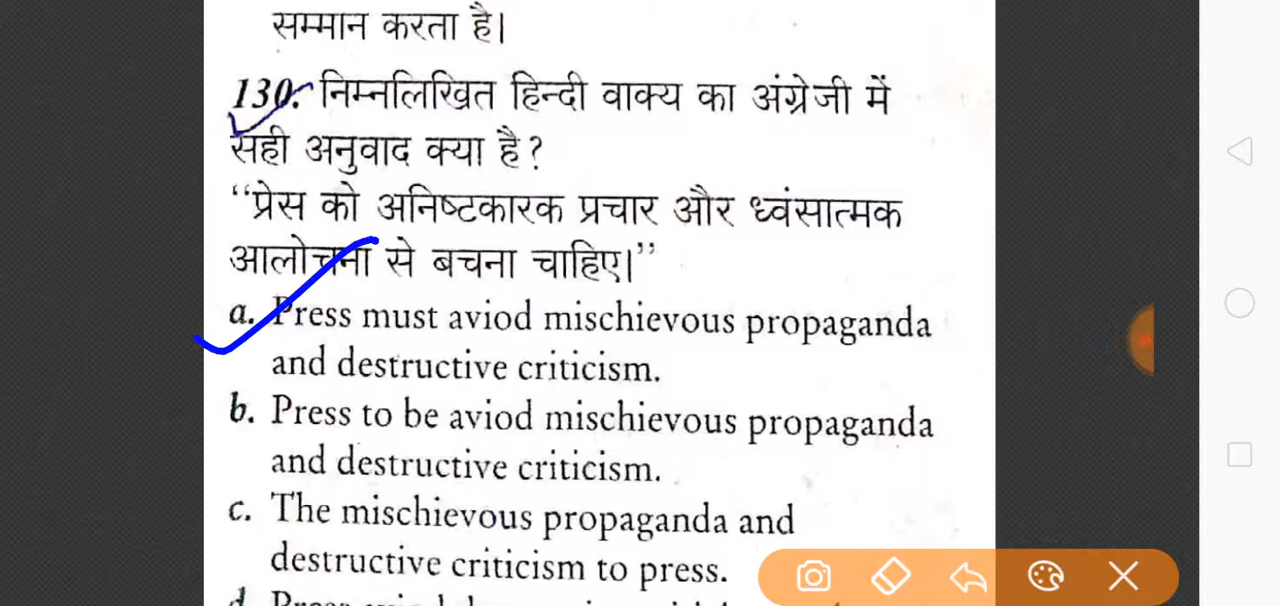 सम्मान करता है।
130. निम्नलिखित हिन्दी वाक्य का अंग्रेजी में
सही अनुवाद क्या है?
“प्रेस को अनिष्टकारक प्रचार और ध्वंसात्मक
आलोचना से बचना चाहिए।”
a. Press must aviod mischievous propaganda
and destructive criticism.
b. Press to be aviod mischievous propaganda
and destructive criticism.
c. The mischievous propaganda and
destructive criticism to press.
d. Press